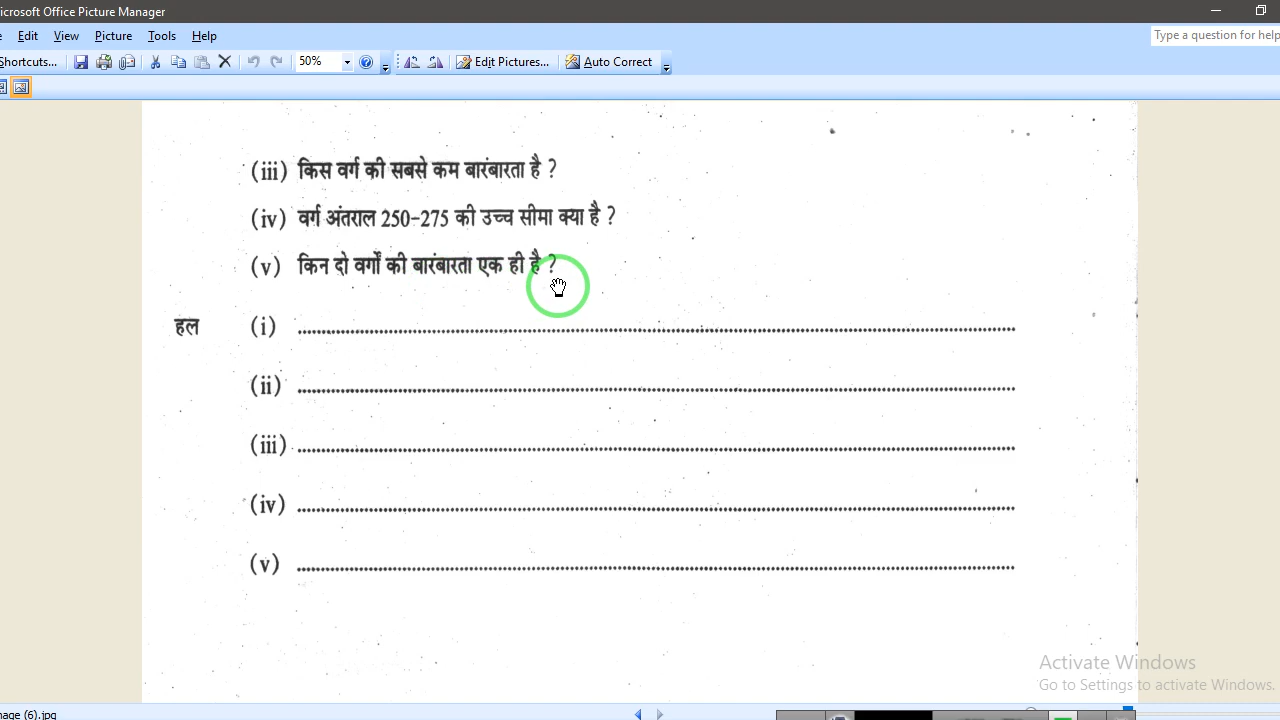 Microsoft Office Picture Manager
Edit View Picture Tools Help
Type a question for help
Shortcuts... 50% Edit Pictures... Auto Correct
(iii) किस वर्ग की सबसे कम बारंबारता है ?
(iv) वर्ग अंतराल 250-275 की उच्च सीमा क्या है ?
(v) किन दो वर्गों की बारंबारता एक ही है ?
हल (i)
(ii)
(iii)
(iv)
(v)
Activate Windows
Go to Settings to activate Windows.
mage (6).jpg